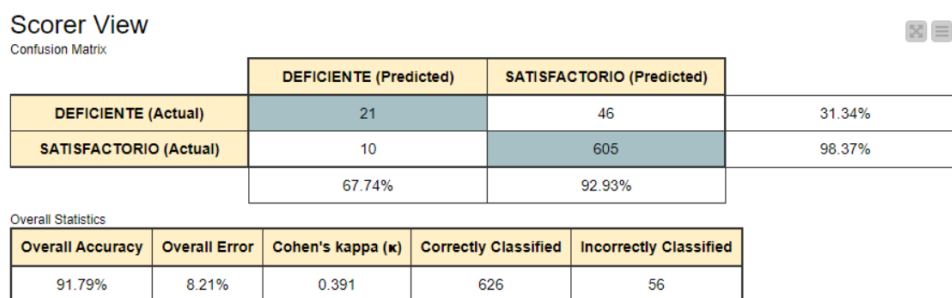 Scorer View
Confusion Matrix
DEFICIENTE (Predicted) SATISFACTORIO (Predicted)
DEFICIENTE (Actual) 21 46 31.34%
SATISFACTORIO (Actual) 10 605 98.37%
67.74% 92.93%
Overall Statistics
Overall Accuracy Overall Error Cohen's kappa (κ) Correctly Classified Incorrectly Classified
91.79% 8.21% 0.391 626 56